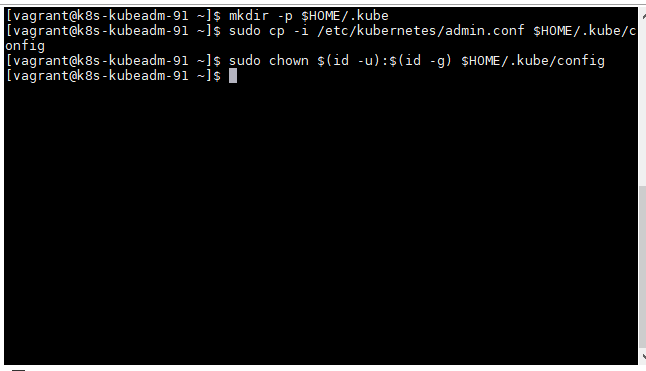 [vagrant@k8s-kubeadm-91 ~]$ mkdir -p $HOME/.kube
[vagrant@k8s-kubeadm-91 ~]$ sudo cp -i /etc/kubernetes/admin.conf $HOME/.kube/c
onfig
[vagrant@k8s-kubeadm-91 ~]$ sudo chown $(id -u):$(id -g) $HOME/.kube/config
[vagrant@k8s-kubeadm-91 ~]$